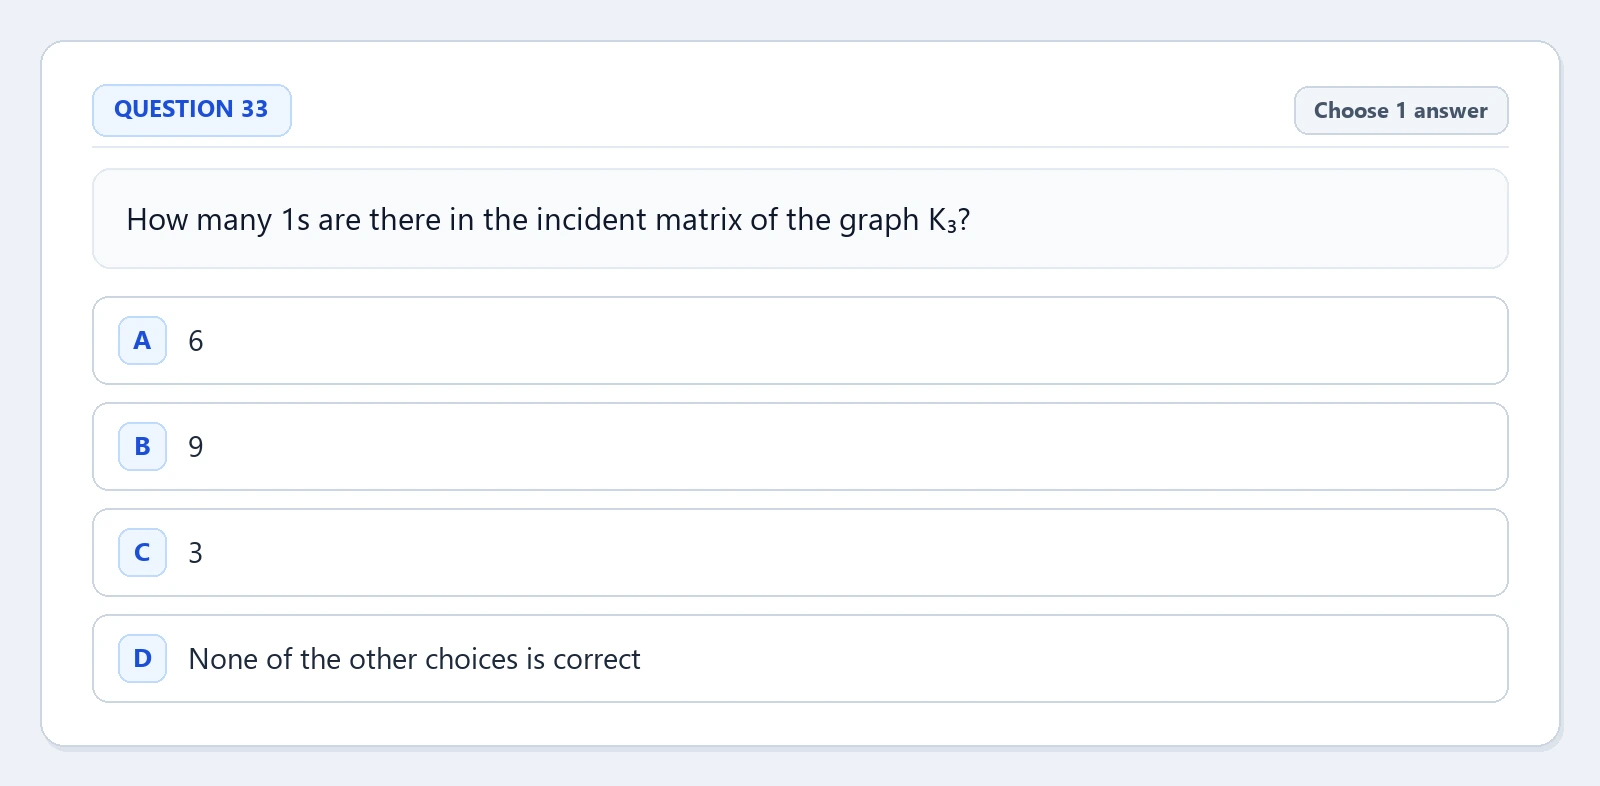 QUESTION 33
Choose 1 answer
How many 1s are there in the incident matrix of the graph K₃?
A 6
B 9
C 3
D None of the other choices is correct